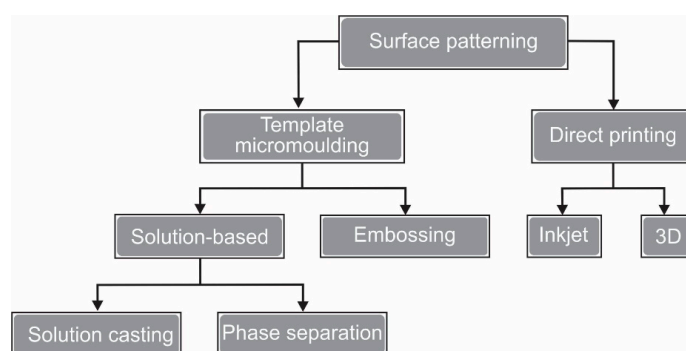 Surface patterning
Template
micromoulding
Direct printing
Solution-based
Embossing
Inkjet
3D
Solution casting
Phase separation